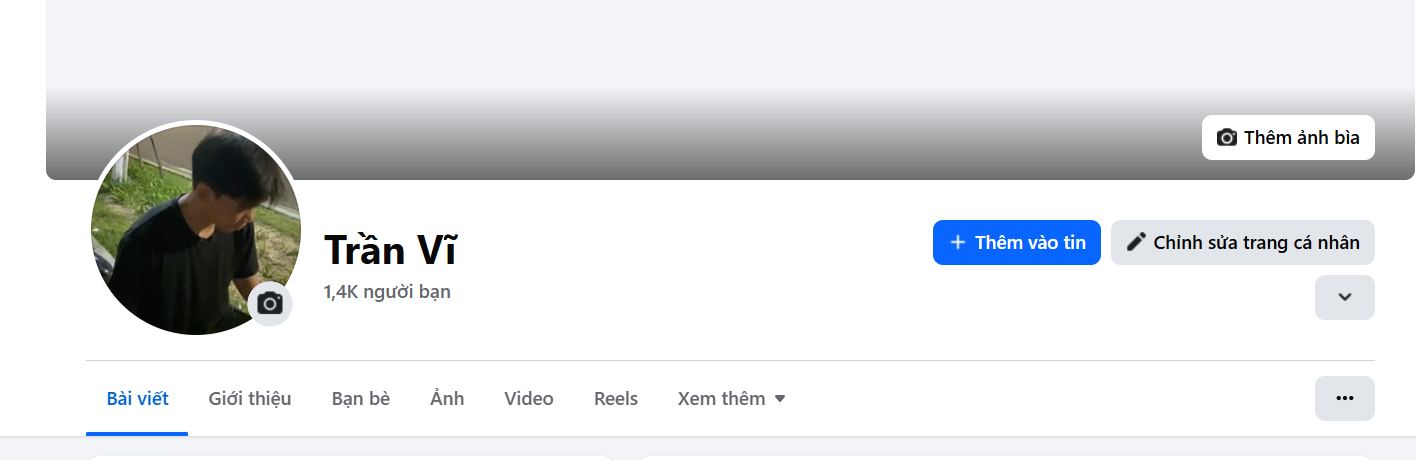 Thêm ảnh bìa
Trần Vĩ
1,4K người bạn
Thêm vào tin
Chỉnh sửa trang cá nhân
Bài viết
Giới thiệu
Bạn bè
Ảnh
Video
Reels
Xem thêm